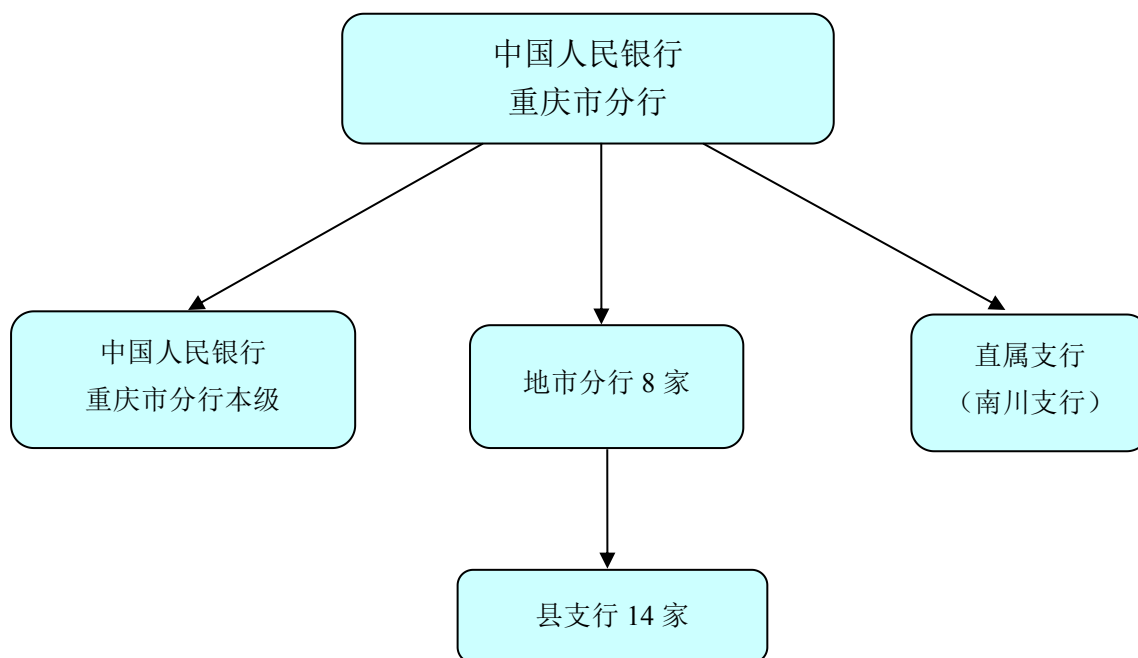 中国人民银行
重庆市分行
中国人民银行
重庆市分行本级
地市分行 8 家
直属支行
（南川支行）
县支行 14 家